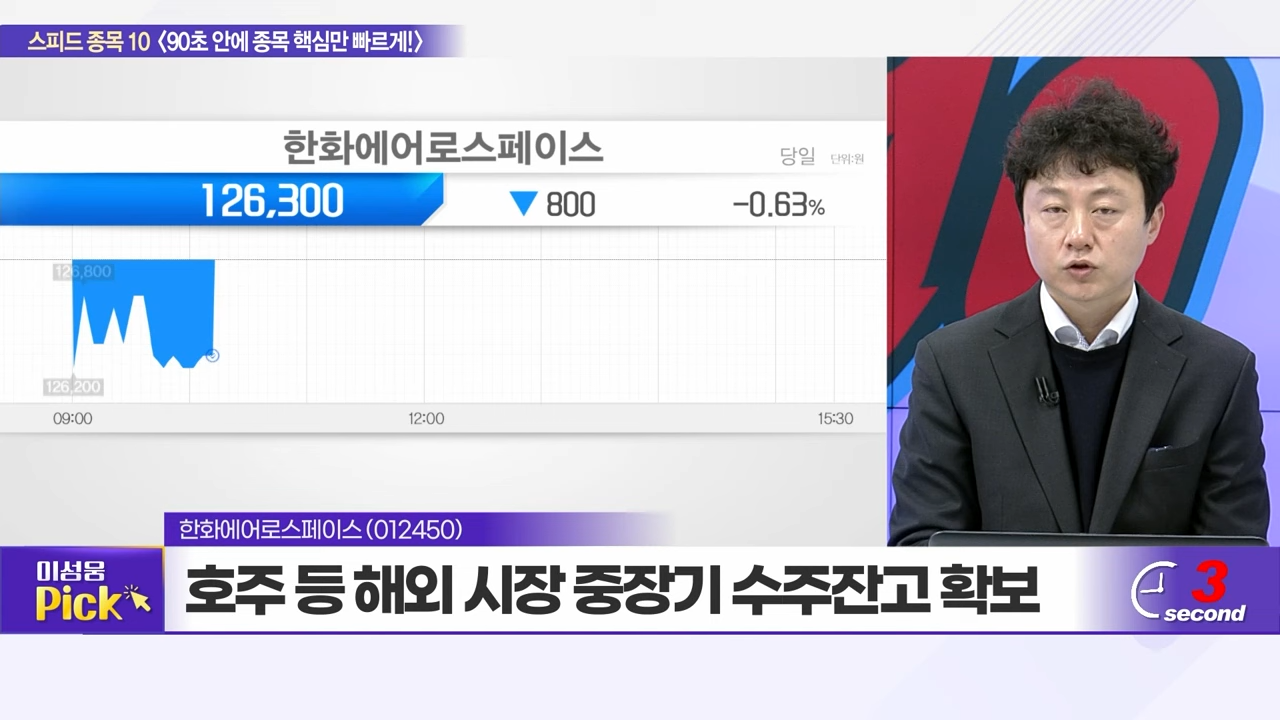 스피드 종목 10 <90초 안에 종목 핵심만 빠르게!>
한화에어로스페이스
당일 단위:원
126,300 ▼ 800 -0.63%
126,800
126,200
09:00 12:00 15:30
한화에어로스페이스 (012450)
이성웅
Pick
호주 등 해외 시장 중장기 수주잔고 확보
3
second